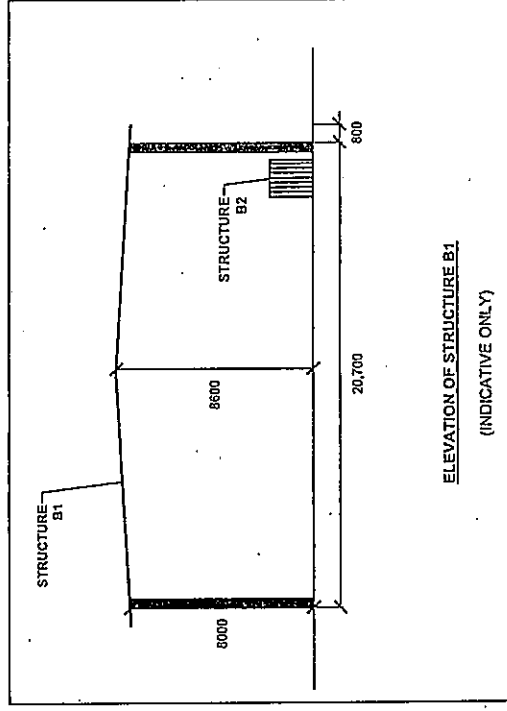 STRUCTURE
B1
8600
8000
STRUCTURE
B2
20,700
800
ELEVATION OF STRUCTURE B1
(INDICATIVE ONLY)